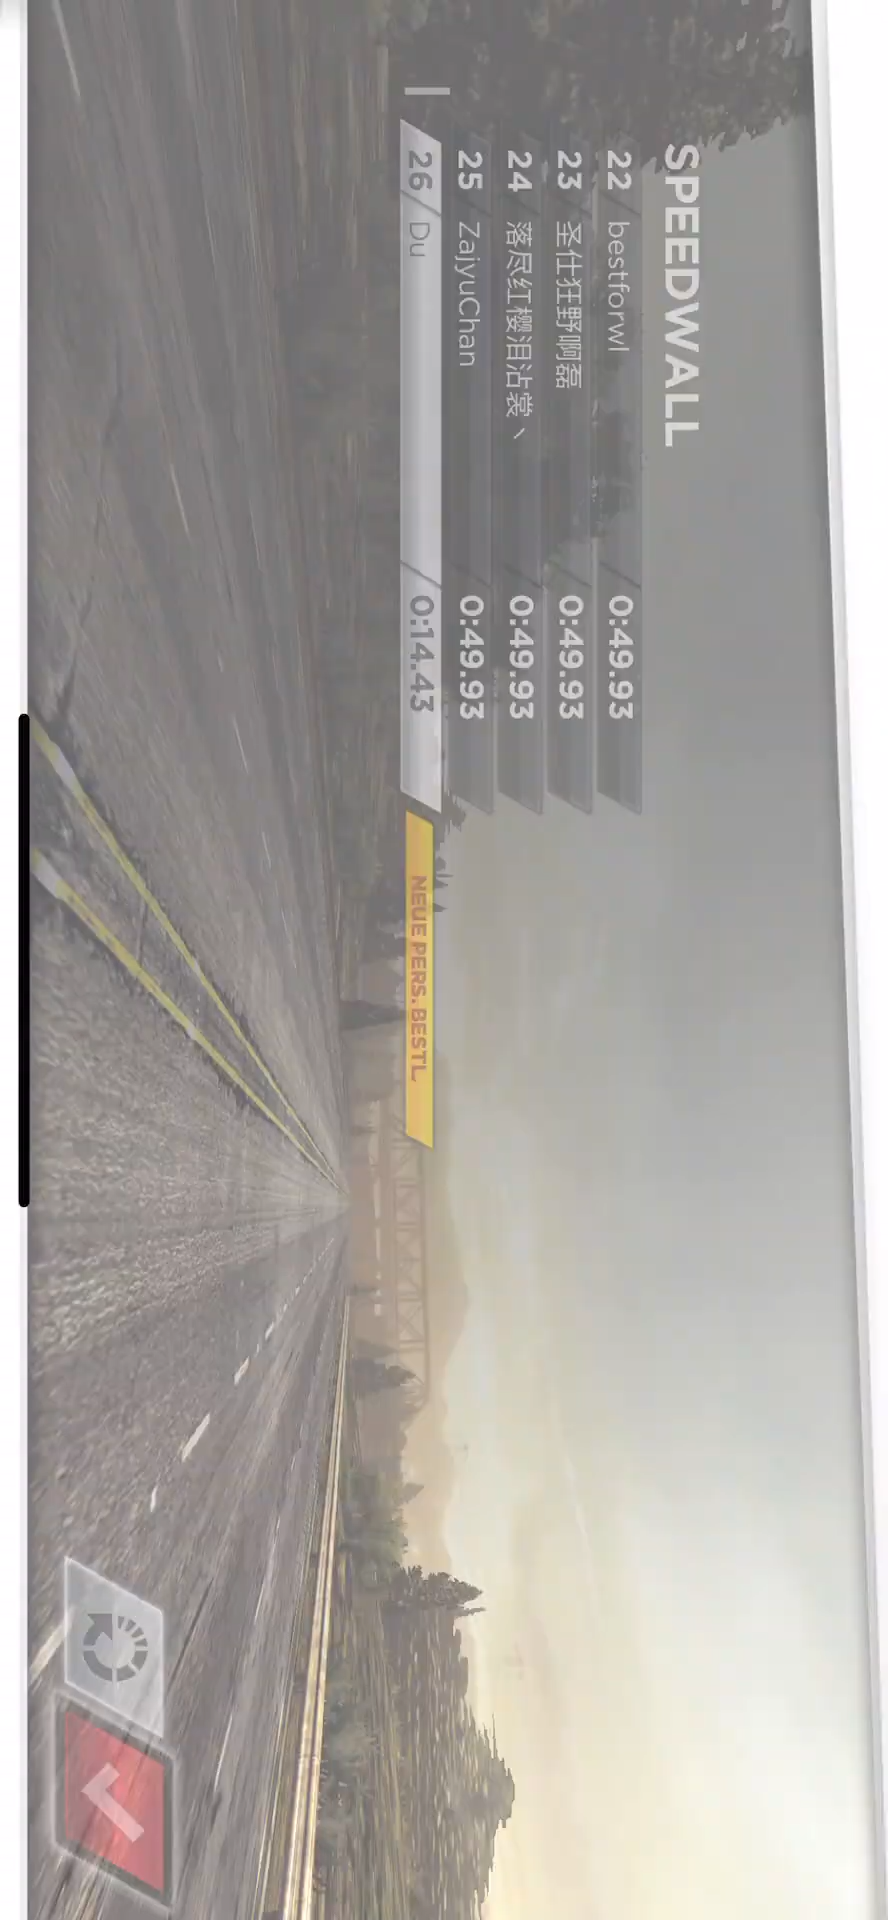 SPEEDWALL
22 bestforwl 0:49.93
23 圣仕狂野啊磊 0:49.93
24 落尽红樱泪沾裳丶 0:49.93
25 ZajyuChan 0:49.93
26 Du 0:14.43 NEUE PERS. BESTL.